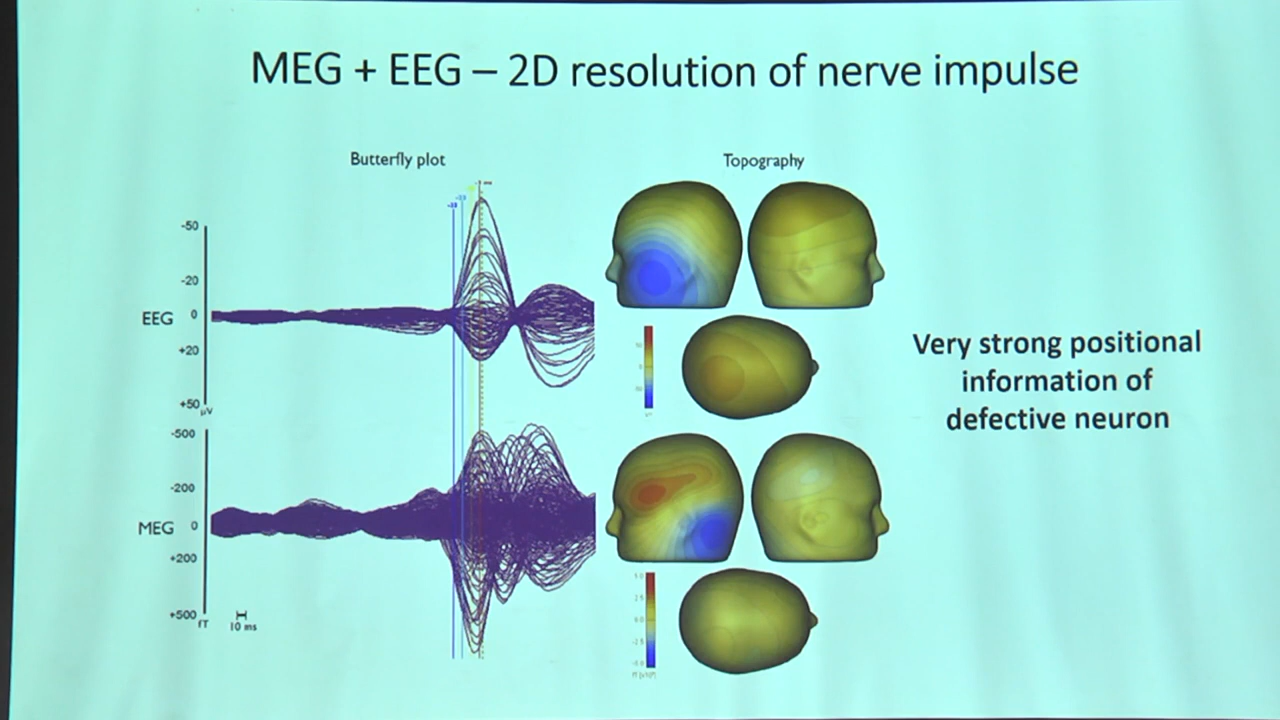 MEG + EEG – 2D resolution of nerve impulse
Butterfly plot
Topography
-50
-20
EEG 0
+20
+50
μV
Very strong positional
information of
defective neuron
-500
-200
MEG 0
+200
+500
fT
10 ms